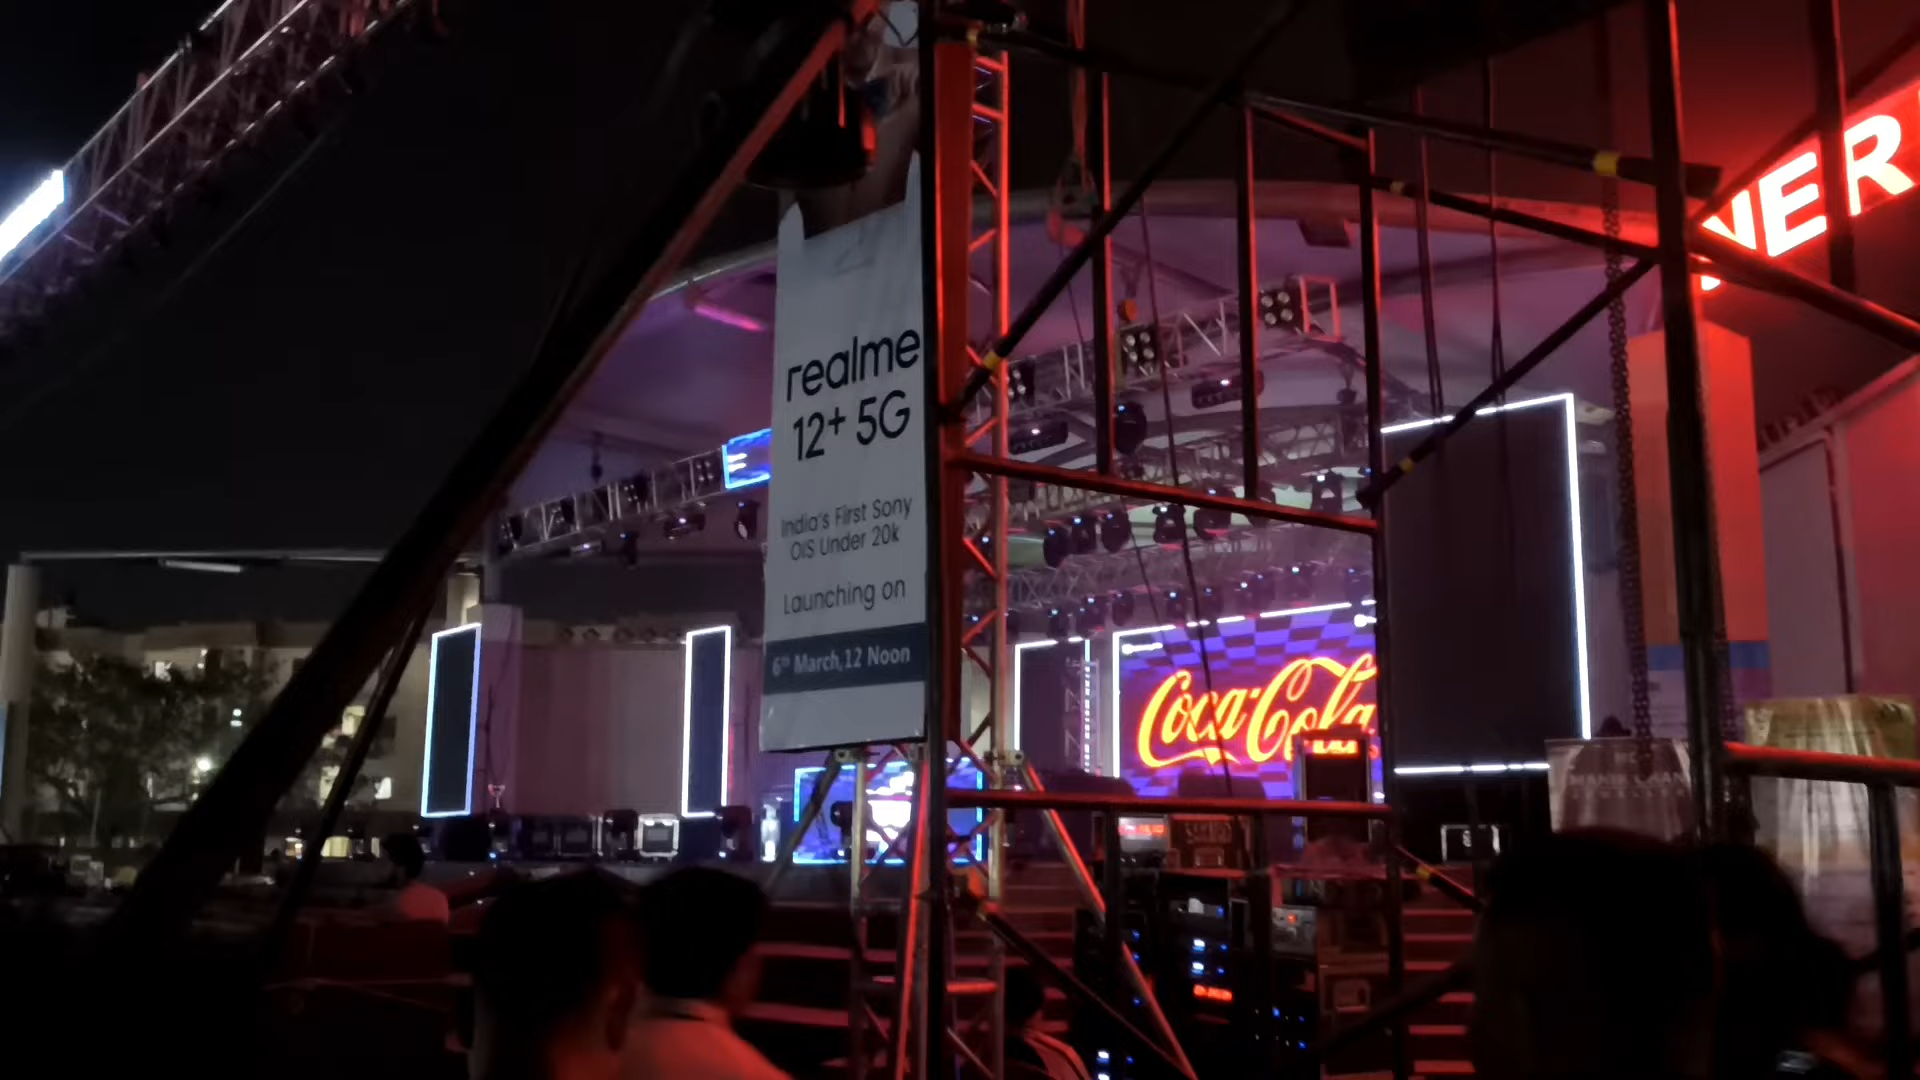 NER
realme
12+ 5G
India's First Sony
OIS Under 20k
Launching on
6th March, 12 Noon
Coca-Cola